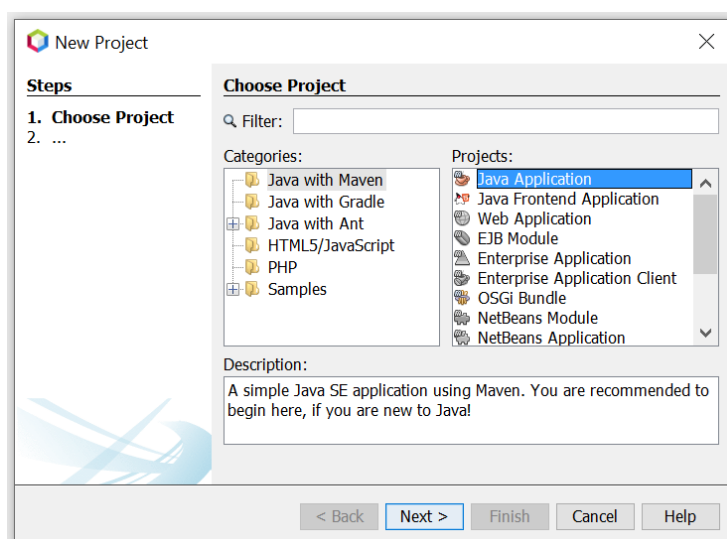 New Project
Steps
1. Choose Project
2. ...
Choose Project
Filter:
Categories:
Java with Maven
Java with Gradle
Java with Ant
HTML5/JavaScript
PHP
Samples
Projects:
Java Application
Java Frontend Application
Web Application
EJB Module
Enterprise Application
Enterprise Application Client
OSGi Bundle
NetBeans Module
NetBeans Application
Description:
A simple Java SE application using Maven. You are recommended to
begin here, if you are new to Java!
< Back
Next >
Finish
Cancel
Help